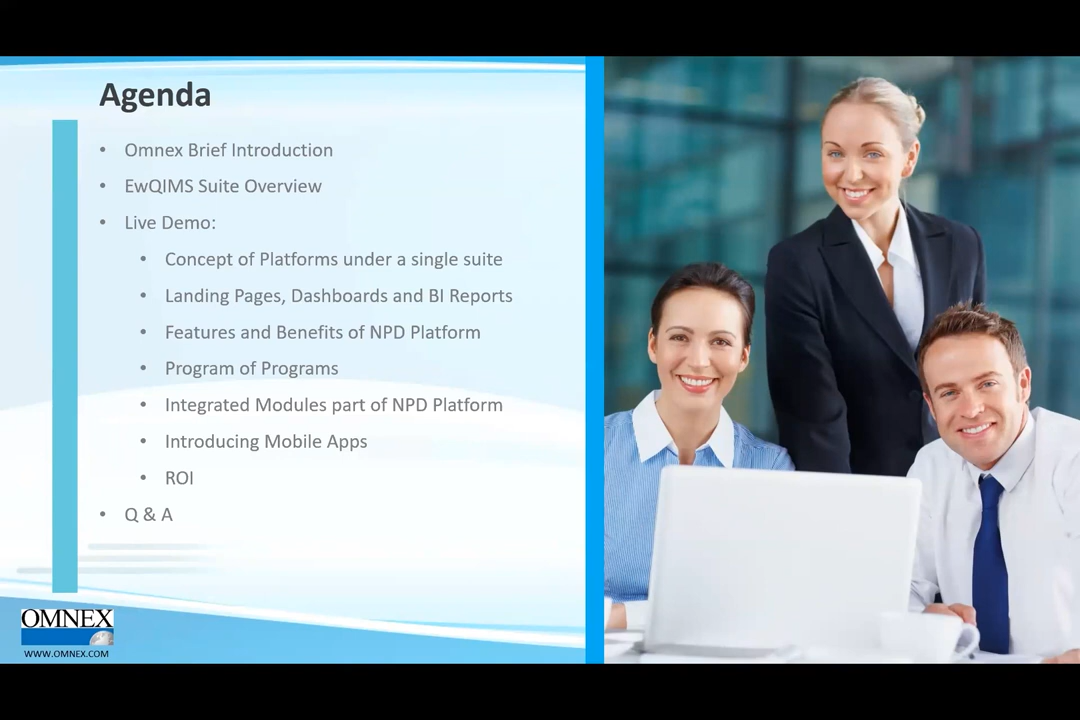 Agenda
• Omnex Brief Introduction
• EwQIMS Suite Overview
• Live Demo:
• Concept of Platforms under a single suite
• Landing Pages, Dashboards and BI Reports
• Features and Benefits of NPD Platform
• Program of Programs
• Integrated Modules part of NPD Platform
• Introducing Mobile Apps
• ROI
• Q & A
OMNEX
WWW.OMNEX.COM